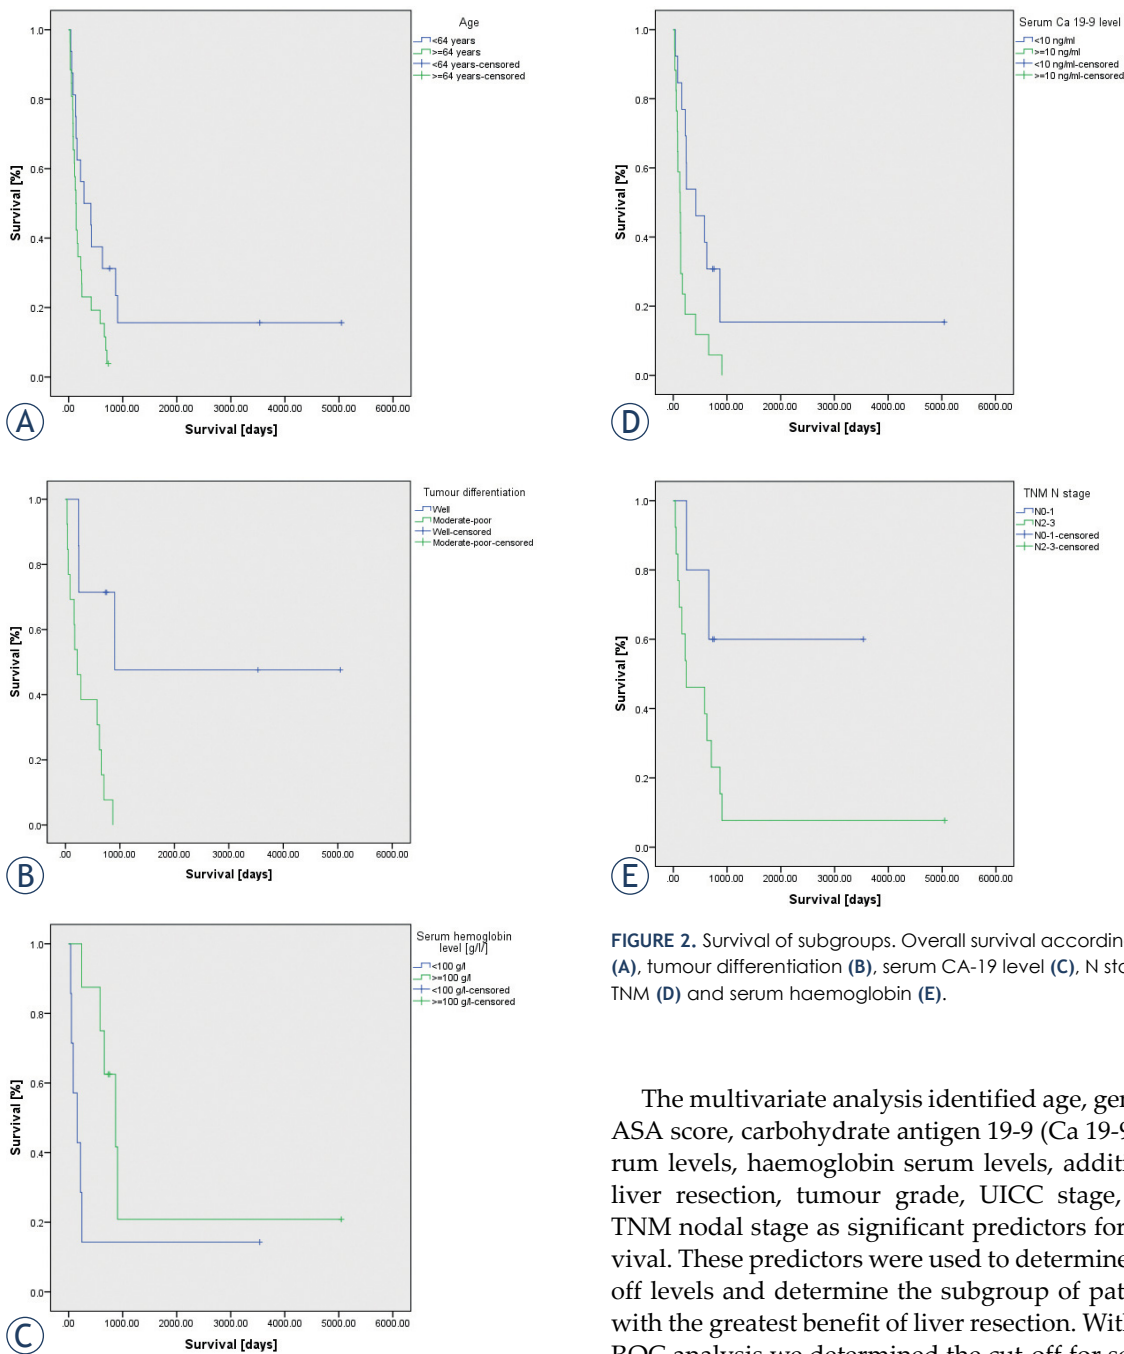 Age
<64 years
>=64 years
<64 years-censored
>=64 years-censored
Survival [%]
1.0
0.8
0.6
0.4
0.2
0.0
.00 1000.00 2000.00 3000.00 4000.00 5000.00 6000.00
Survival [days]
A
Tumour differentiation
Well
Moderate-poor
Well-censored
Moderate-poor-censored
Survival [%]
1.0
0.8
0.6
0.4
0.2
0.0
.00 1000.00 2000.00 3000.00 4000.00 5000.00 6000.00
Survival [days]
B
Serum hemoglobin
level [g/l/]
<100 g/l
>=100 g/l
<100 g/l-censored
>=100 g/l-censored
Survival [%]
1.0
0.8
0.6
0.4
0.2
0.0
.00 1000.00 2000.00 3000.00 4000.00 5000.00 6000.00
Survival [days]
C
Serum Ca 19-9 level
<10 ng/ml
>=10 ng/ml
<10 ng/ml-censored
>=10 ng/ml-censored
Survival [%]
1.0
0.8
0.6
0.4
0.2
0.0
.00 1000.00 2000.00 3000.00 4000.00 5000.00 6000.00
Survival [days]
D
TNM N stage
N0-1
N2-3
N0-1-censored
N2-3-censored
Survival [%]
1.0
0.8
0.6
0.4
0.2
0.0
.00 1000.00 2000.00 3000.00 4000.00 5000.00 6000.00
Survival [days]
E
FIGURE 2. Survival of subgroups. Overall survival accordin
(A), tumour differentiation (B), serum CA-19 level (C), N sta
TNM (D) and serum haemoglobin (E).
The multivariate analysis identified age, gen
ASA score, carbohydrate antigen 19-9 (Ca 19-9
rum levels, haemoglobin serum levels, additi
liver resection, tumour grade, UICC stage,
TNM nodal stage as significant predictors for
vival. These predictors were used to determine
off levels and determine the subgroup of pat
with the greatest benefit of liver resection. With
ROC analysis we determined the cut-off for se